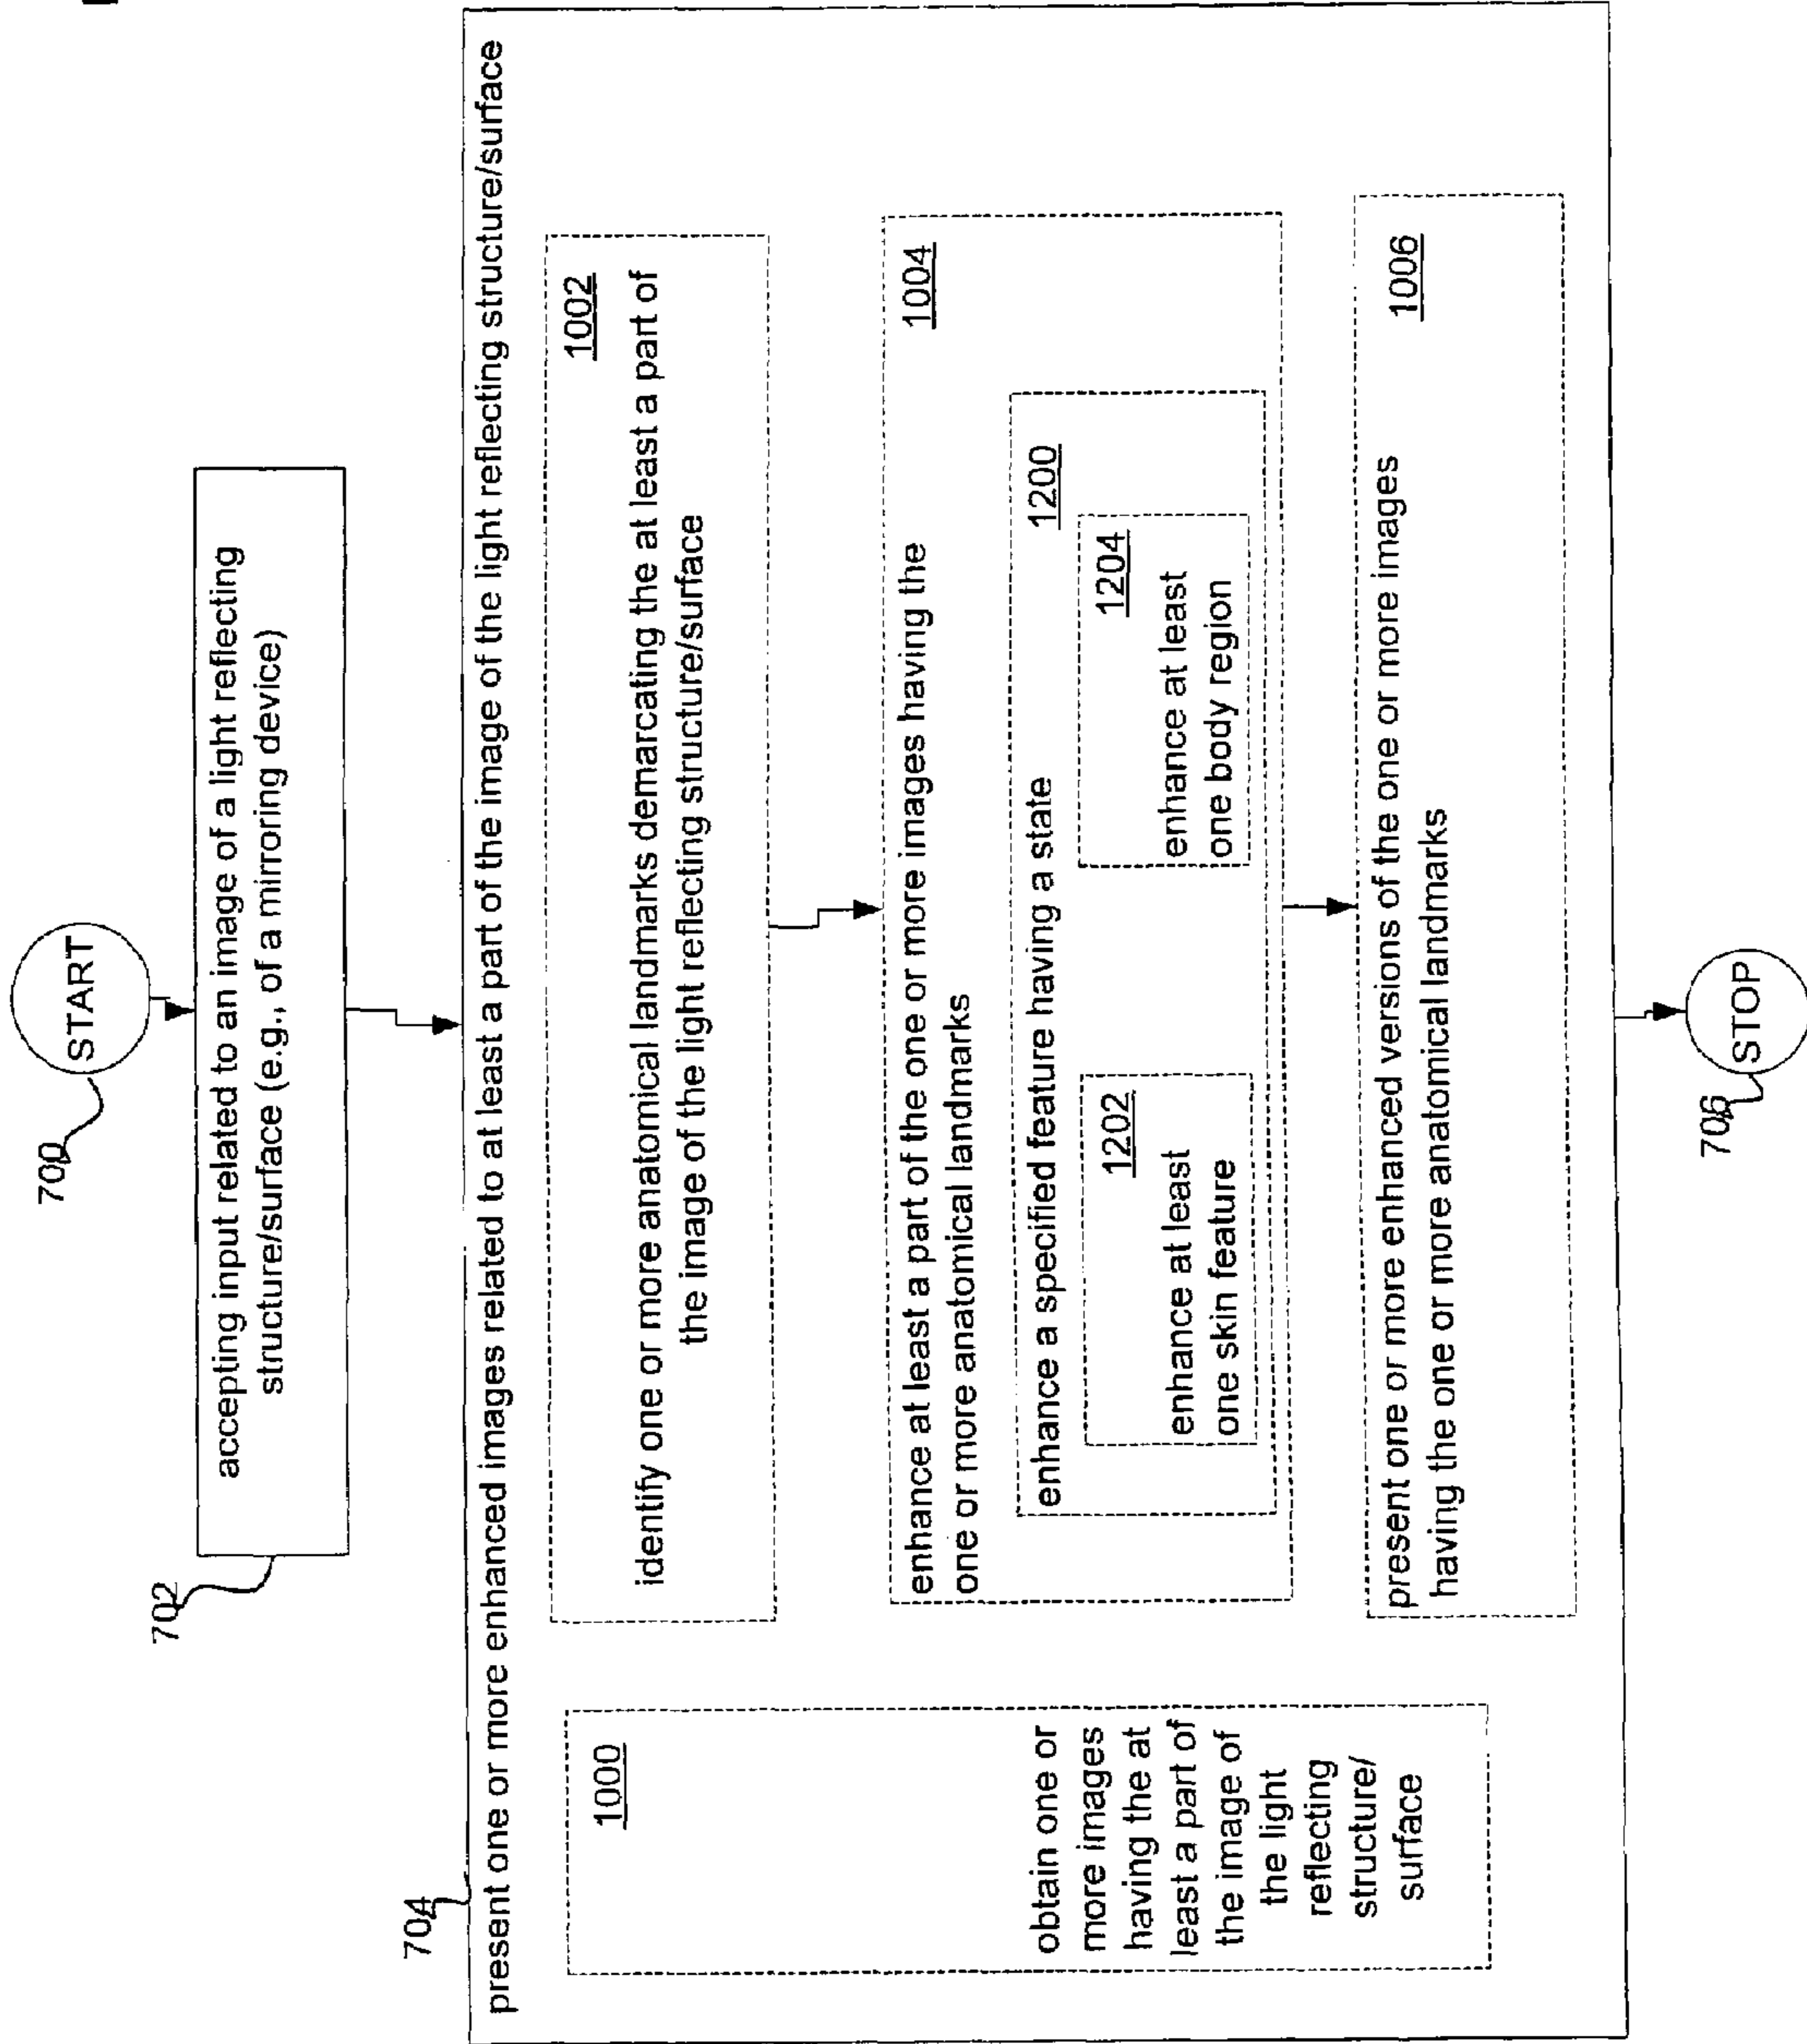 START
700
accepting input related to an image of a light reflecting
structure/surface (e.g., of a mirroring device)
702
704
present one or more enhanced images related to at least a part of the image of the light reflecting structure/surface
1000
obtain one or
more images
having the at
least a part of
the image of
the light
reflecting
structure/
surface
1002
identify one or more anatomical landmarks demarcating the at least a part of
the image of the light reflecting structure/surface
1004
enhance at least a part of the one or more images having the
one or more anatomical landmarks
1200
enhance a specified feature having a state
1202
enhance at least
one skin feature
1204
enhance at least
one body region
1006
present one or more enhanced versions of the one or more images
having the one or more anatomical landmarks
706
STOP